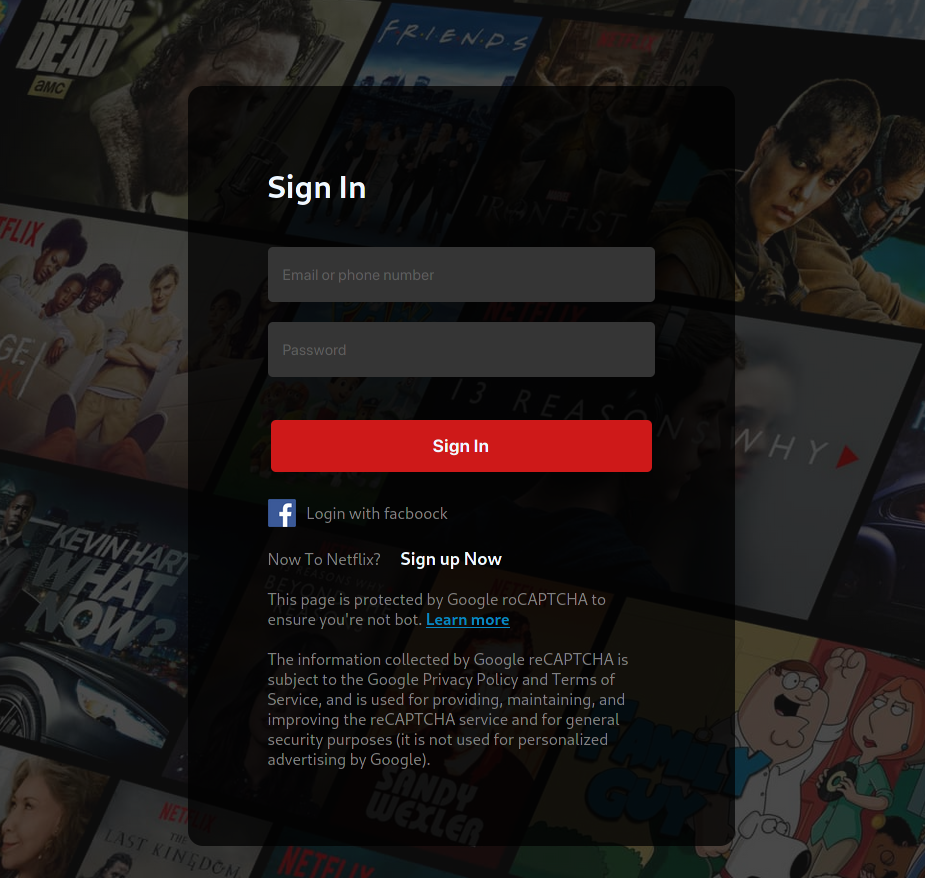 WALKING
DEAD
aMC
F·R·I·E·N·D·S
NETFLIX
MARVEL
IRON FIST
Sign In
NETFLIX
Email or phone number
NETFLIX
Password
13 REASONS WHY
Sign In
Login with facboock
KEVIN HART
WHAT
NOW?
Now To Netflix? Sign up Now
This page is protected by Google roCAPTCHA to
ensure you're not bot. Learn more
The information collected by Google reCAPTCHA is
subject to the Google Privacy Policy and Terms of
Service, and is used for providing, maintaining, and
improving the reCAPTCHA service and for general
security purposes (it is not used for personalized
advertising by Google).
FAMILY
GUY
SANDY
WEXLER
NETFLIX
THE
LAST KINGDOM
NETFLIX